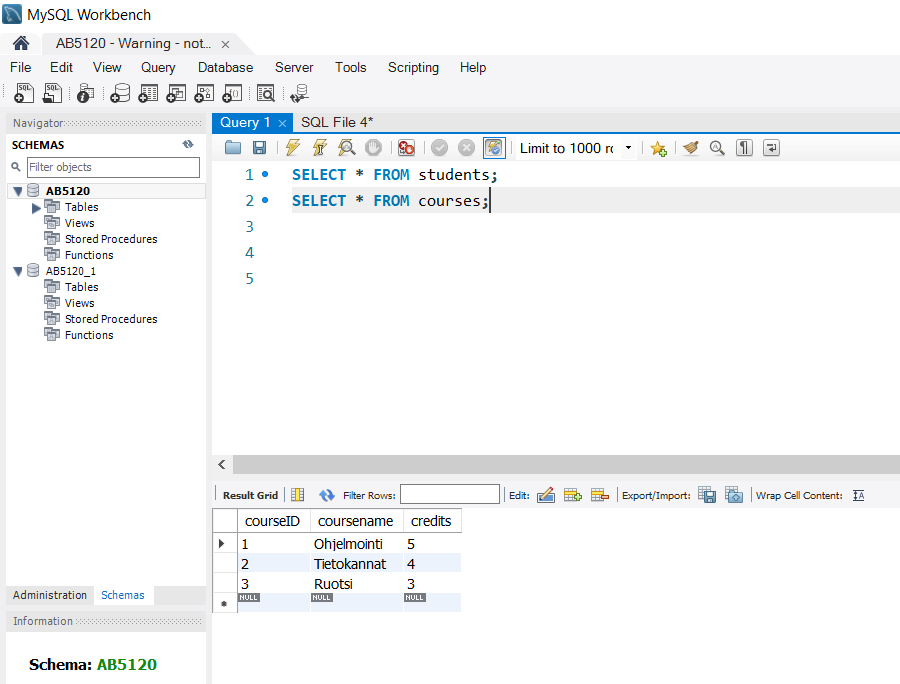 MySQL Workbench
AB5120 - Warning - not...
File Edit View Query Database Server Tools Scripting Help
Navigator
SCHEMAS
Filter objects
AB5120
Tables
Views
Stored Procedures
Functions
AB5120_1
Tables
Views
Stored Procedures
Functions
Administration Schemas
Information
Schema: AB5120
Query 1 SQL File 4*
Limit to 1000 rc
1 SELECT * FROM students;
2 SELECT * FROM courses;
3
4
5
Result Grid Filter Rows: Edit: Export/Import: Wrap Cell Content: IA
courseID coursename credits
1 Ohjelmointi 5
2 Tietokannat 4
3 Ruotsi 3
NULL NULL NULL